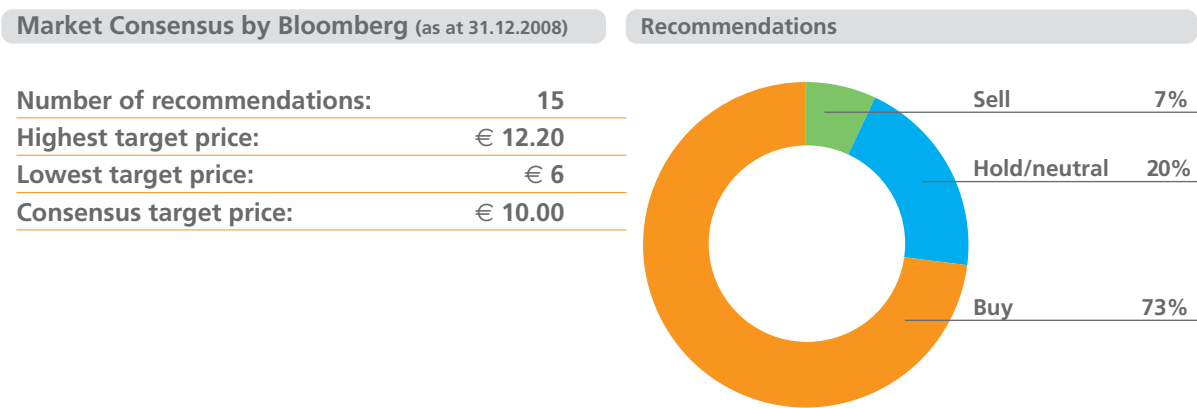 Market Consensus by Bloomberg (as at 31.12.2008)
Number of recommendations: 15
Highest target price: € 12.20
Lowest target price: € 6
Consensus target price: € 10.00
Recommendations
Sell 7%
Hold/neutral 20%
Buy 73%